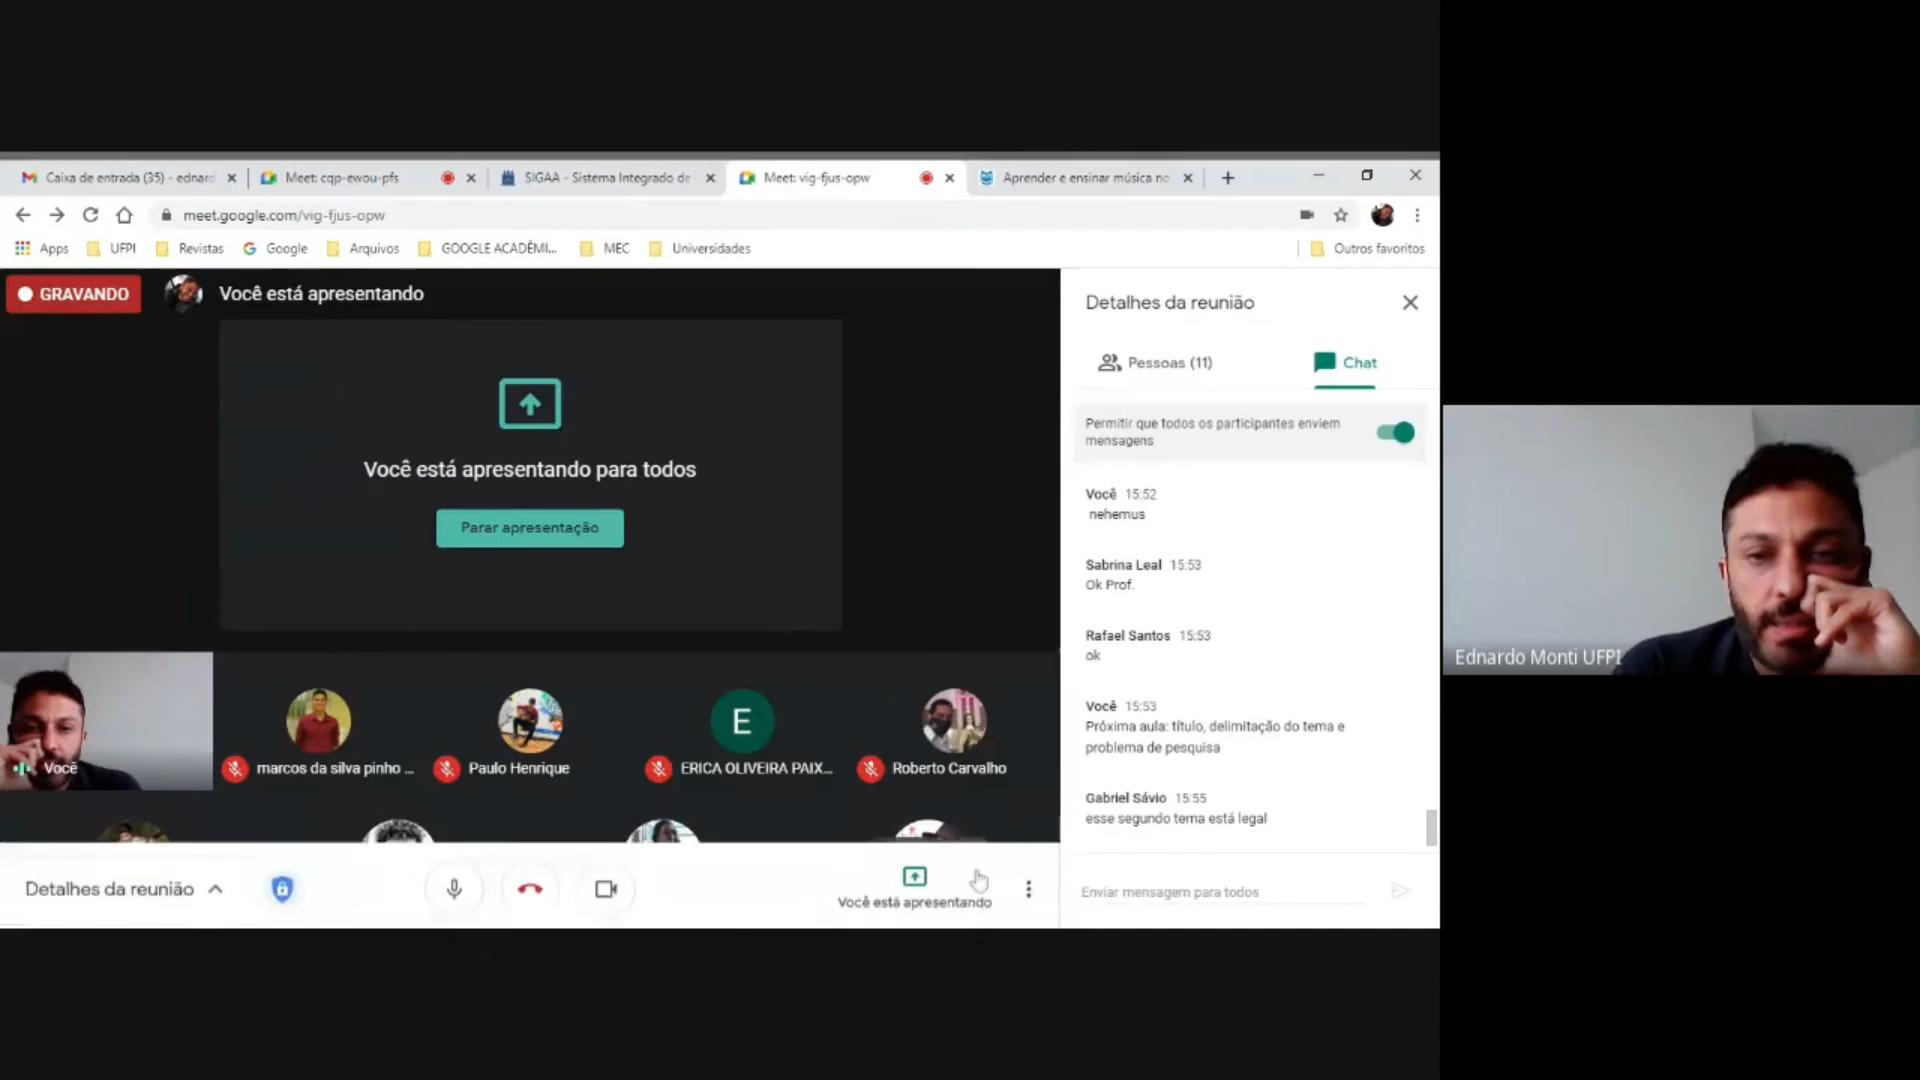 Caixa de entrada (35) - ednard
Meet: cqp-ewou-pfs
SIGAA - Sistema Integrado de
Meet: vig-fjus-opw
Aprender e ensinar música no
meet.google.com/vig-fjus-opw
Apps
UFPI
Revistas
Google
Arquivos
GOOGLE ACADÊMI...
MEC
Universidades
Outros favoritos
GRAVANDO
Você está apresentando
Detalhes da reunião
Pessoas (11)
Chat
Você está apresentando para todos
Parar apresentação
Permitir que todos os participantes enviem
mensagens
Você 15:52
nehemus
Sabrina Leal 15:53
Ok Prof.
Rafael Santos 15:53
ok
Você 15:53
Próxima aula: título, delimitação do tema e
problema de pesquisa
Gabriel Sávio 15:55
esse segundo tema está legal
Você
marcos da silva pinho ...
Paulo Henrique
E
ERICA OLIVEIRA PAIX...
Roberto Carvalho
Detalhes da reunião
Você está apresentando
Enviar mensagem para todos
Ednardo Monti UFPI